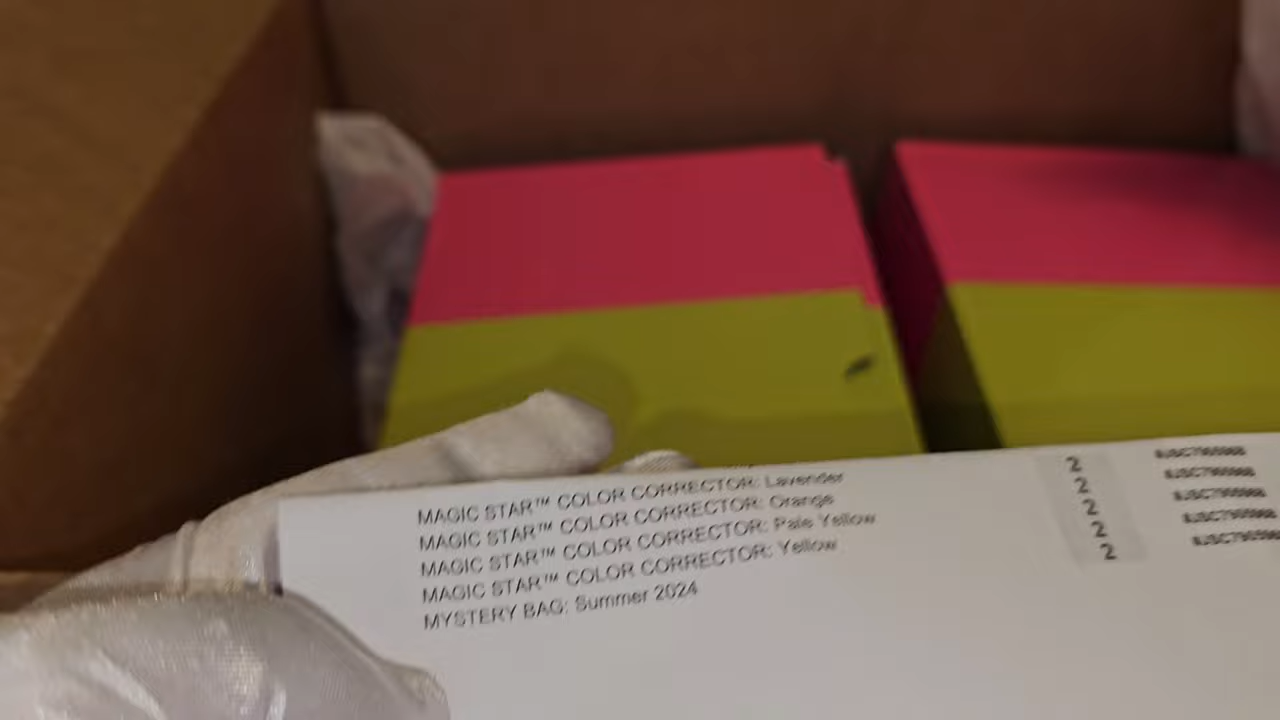 MAGIC STAR™ COLOR CORRECTOR: Lavender 2
MAGIC STAR™ COLOR CORRECTOR: Orange 2
MAGIC STAR™ COLOR CORRECTOR: Pale Yellow 2
MAGIC STAR™ COLOR CORRECTOR: Yellow 2
MYSTERY BAG: Summer 2024 2